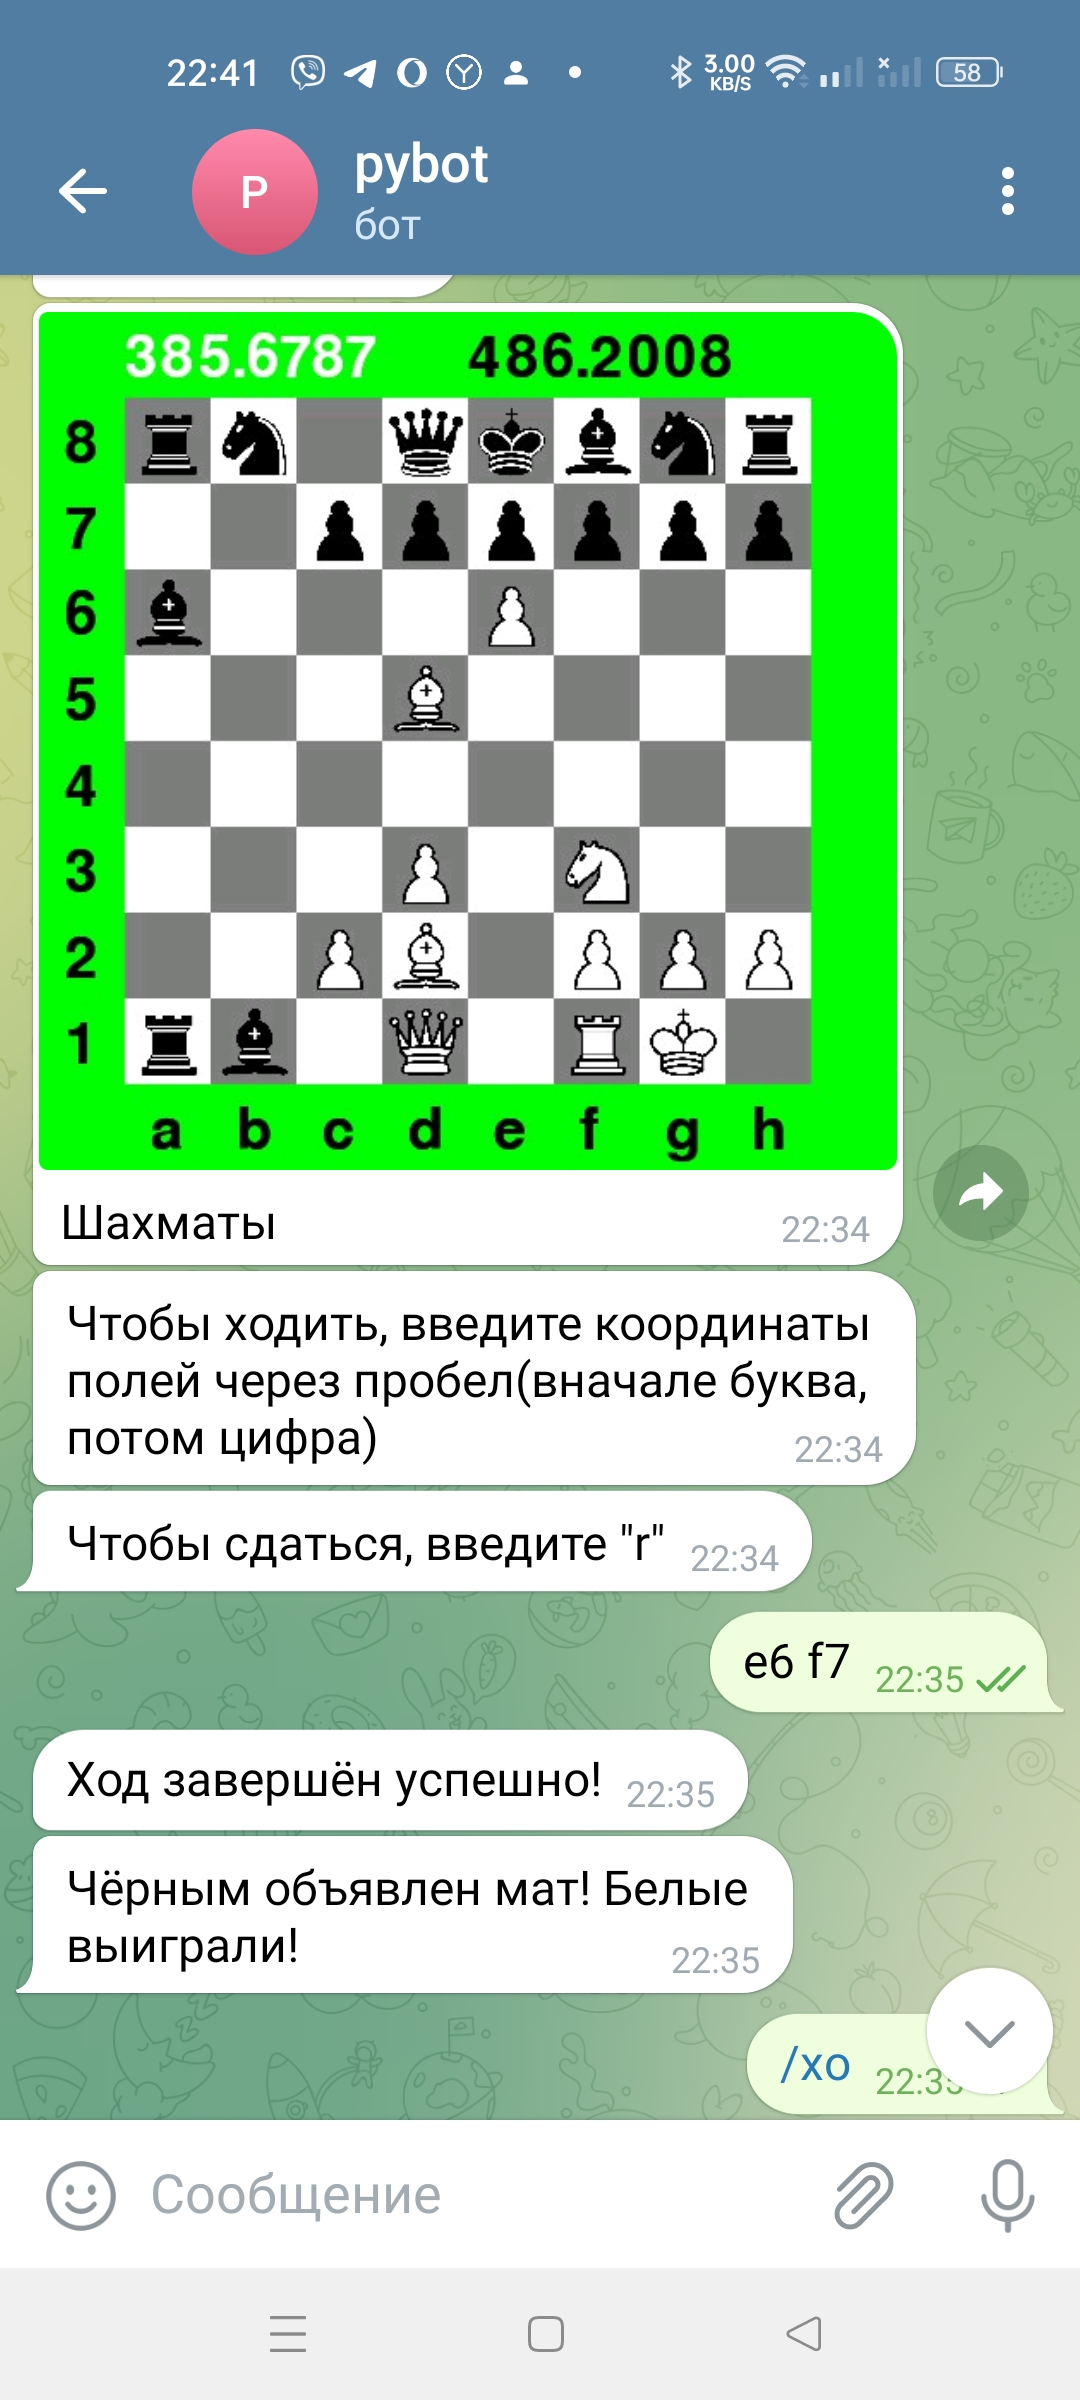 22:41
3.00
KB/S
58
P
pybot
бот
385.6787 486.2008
8
7
6
5
4
3
2
1
a b c d e f g h
Шахматы
22:34
Чтобы ходить, введите координаты
полей через пробел(вначале буква,
потом цифра)
22:34
Чтобы сдаться, введите "r" 22:34
e6 f7 22:35
Ход завершён успешно! 22:35
Чёрным объявлен мат! Белые
выиграли!
22:35
/xo
Сообщение